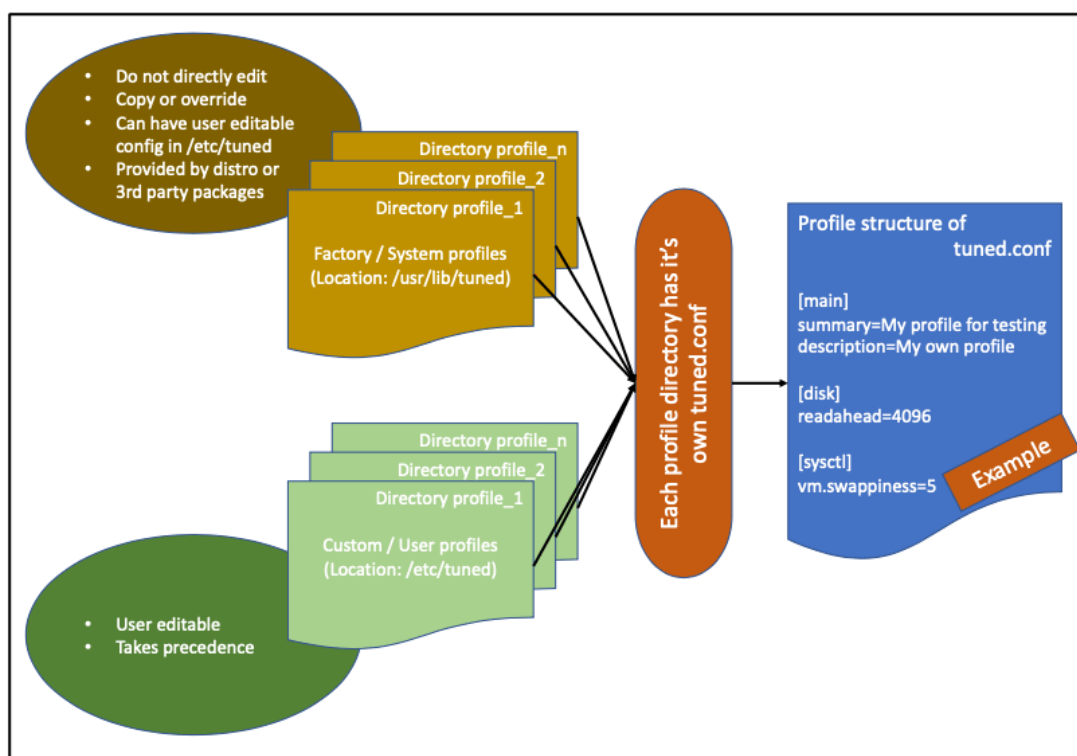 • Do not directly edit
• Copy or override
• Can have user editable
config in /etc/tuned
• Provided by distro or
3rd party packages
Directory profile_n
Directory profile_2
Directory profile_1
Factory / System profiles
(Location: /usr/lib/tuned)
Each profile directory has it's
own tuned.conf
Profile structure of
tuned.conf
[main]
summary=My profile for testing
description=My own profile
[disk]
readahead=4096
[sysctl]
vm.swappiness=5
Example
Directory profile_n
Directory profile_2
Directory profile_1
Custom / User profiles
(Location: /etc/tuned)
• User editable
• Takes precedence